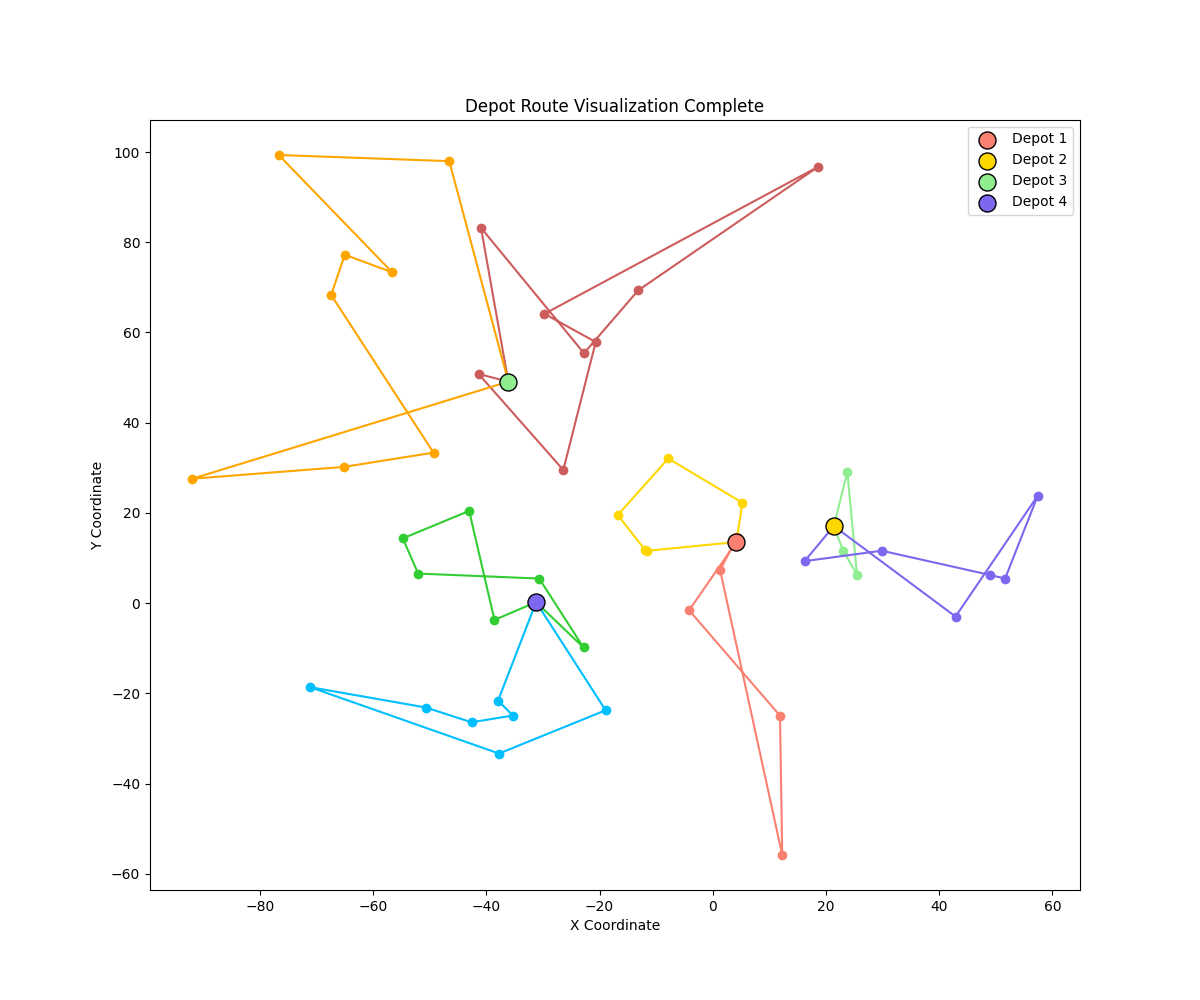 Depot Route Visualization Complete
Depot 1
Depot 2
Depot 3
Depot 4
100
80
60
40
20
0
−20
−40
−60
Y Coordinate
−80 −60 −40 −20 0 20 40 60
X Coordinate